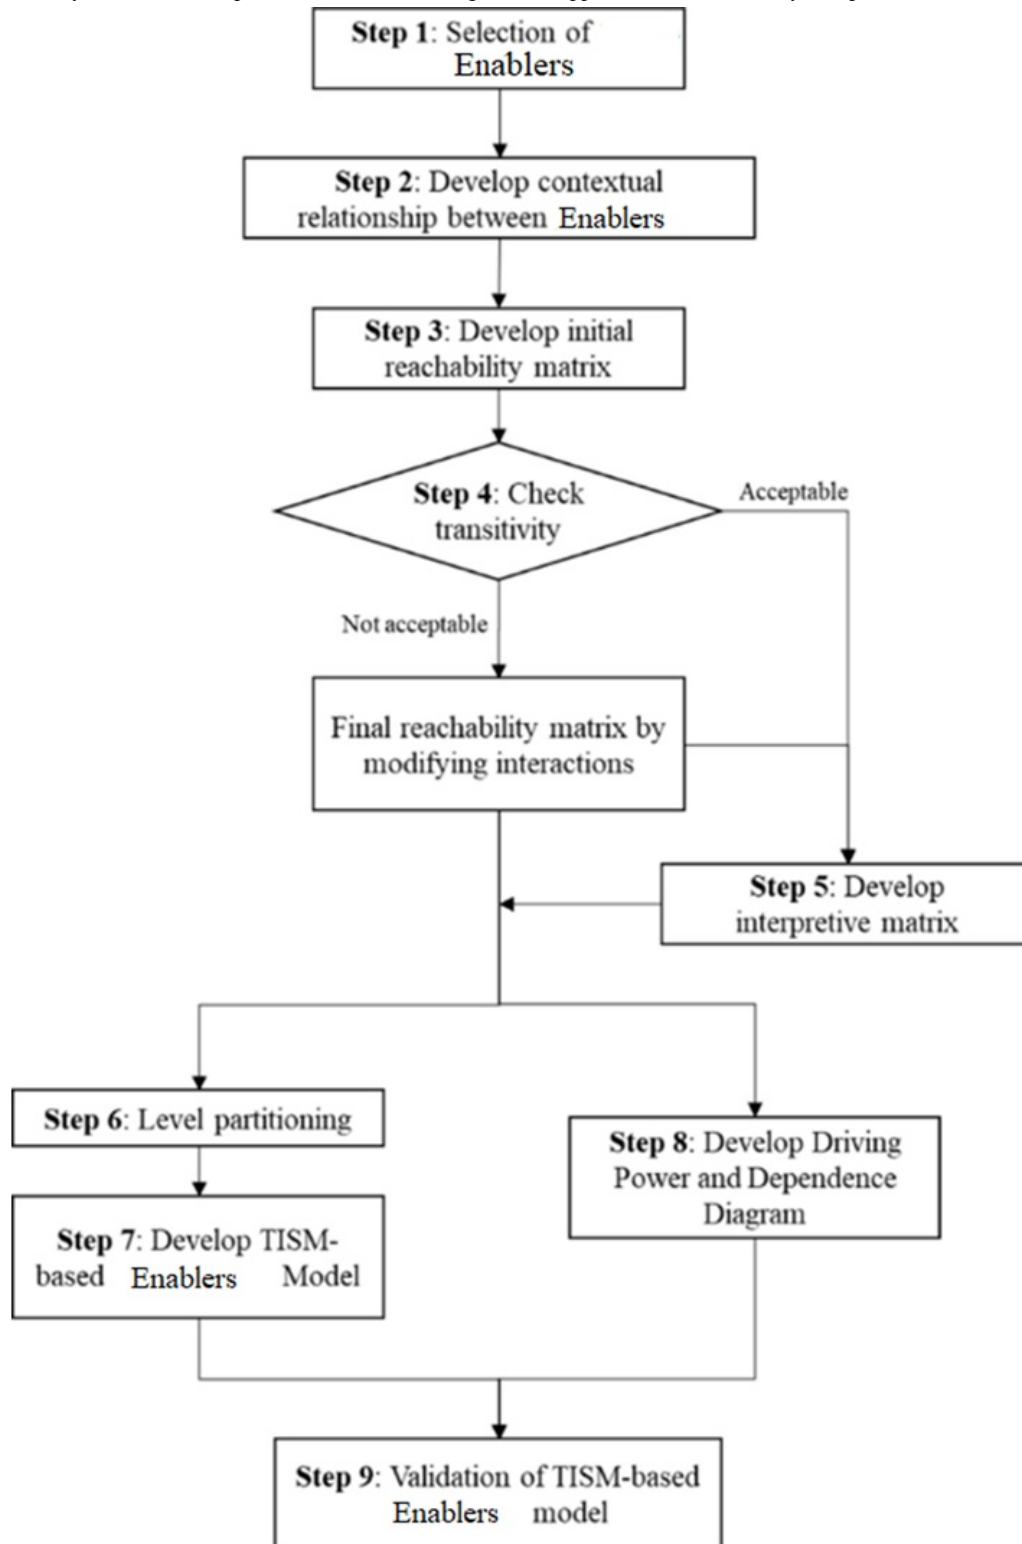 Step 1: Selection of
Enablers
Step 2: Develop contextual
relationship between Enablers
Step 3: Develop initial
reachability matrix
Step 4: Check
transitivity
Acceptable
Not acceptable
Final reachability matrix by
modifying interactions
Step 5: Develop
interpretive matrix
Step 6: Level partitioning
Step 7: Develop TISM-
based Enablers Model
Step 8: Develop Driving
Power and Dependence
Diagram
Step 9: Validation of TISM-based
Enablers model